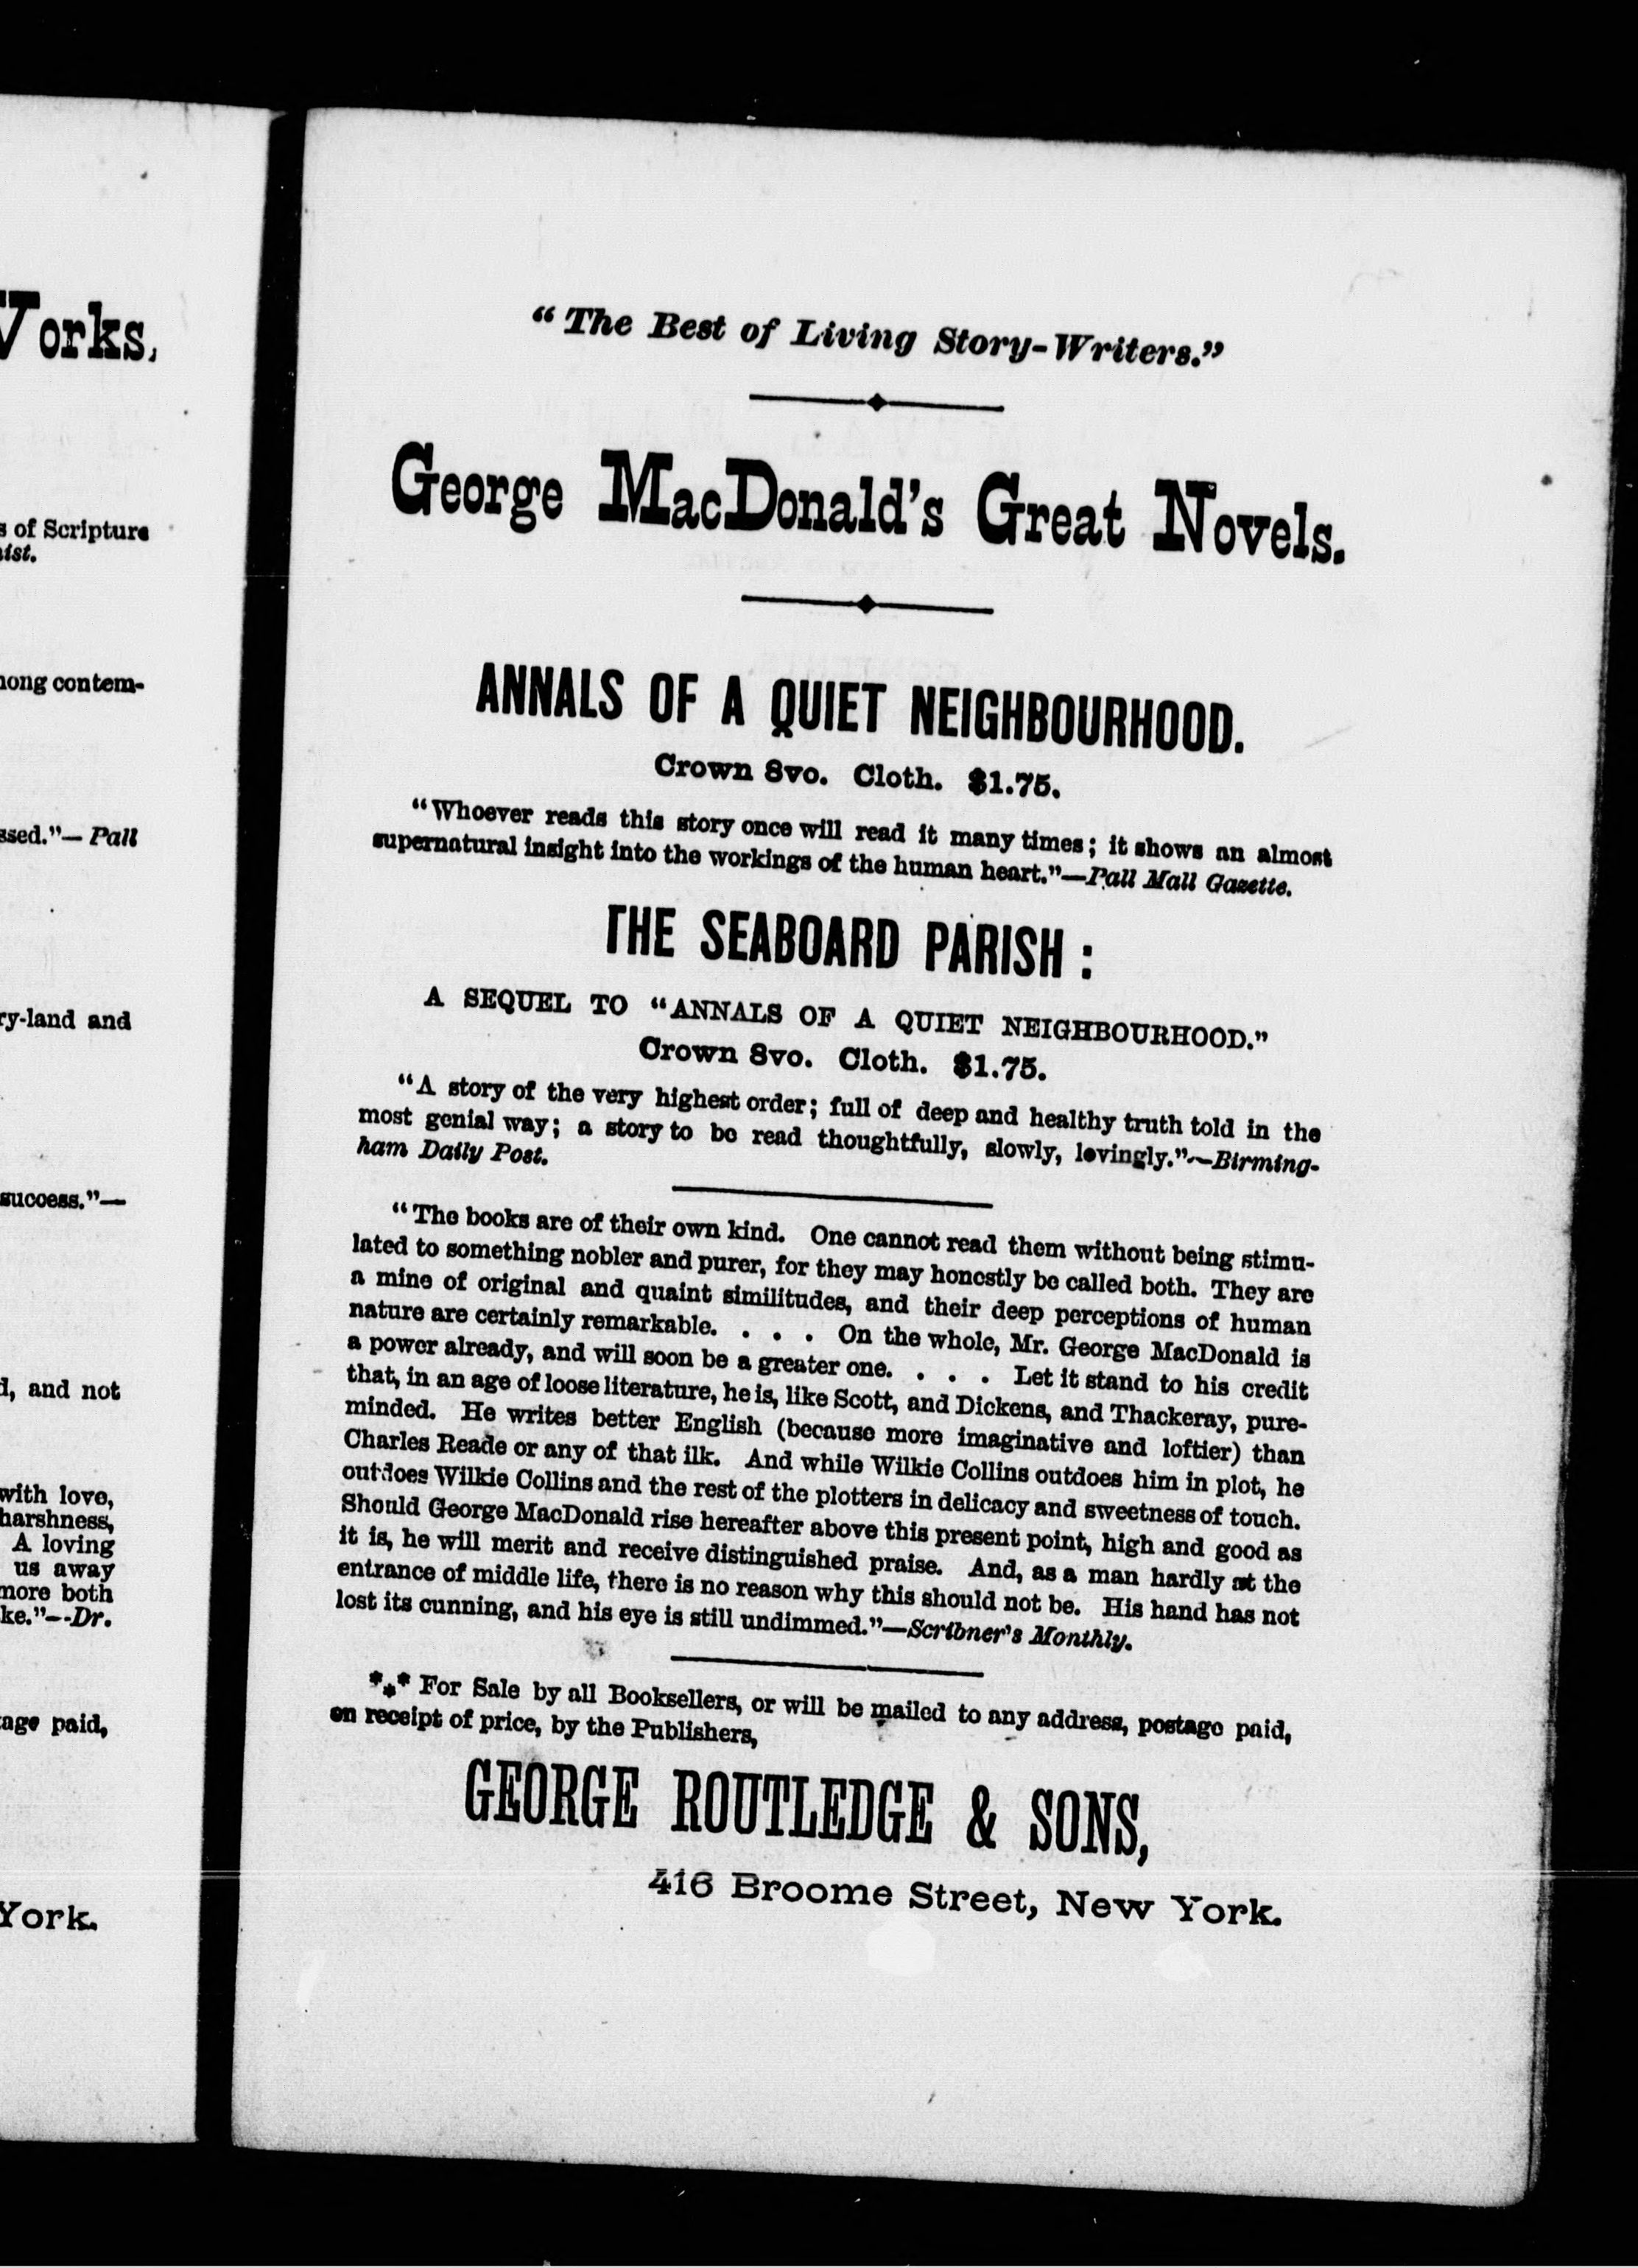 Works,
s of Scripture
ist.
nong contem-
ssed."—Pall
ry-land and
success."—
d, and not
with love,
harshness,
A loving
us away
more both
ke."—Dr.
age paid,
York.
"The Best of Living Story-Writers."
George MacDonald's Great Novels.
ANNALS OF A QUIET NEIGHBOURHOOD.
Crown 8vo. Cloth. $1.75.
"Whoever reads this story once will read it many times; it shows an almost
supernatural insight into the workings of the human heart."—Pall Mall Gazette.
THE SEABOARD PARISH:
A SEQUEL TO "ANNALS OF A QUIET NEIGHBOURHOOD."
Crown 8vo. Cloth. $1.75.
"A story of the very highest order; full of deep and healthy truth told in the
most genial way; a story to be read thoughtfully, slowly, lovingly."—Birming-
ham Daily Post.
"The books are of their own kind. One cannot read them without being stimu-
lated to something nobler and purer, for they may honestly be called both. They are
a mine of original and quaint similitudes, and their deep perceptions of human
nature are certainly remarkable. . . . On the whole, Mr. George MacDonald is
a power already, and will soon be a greater one. . . . Let it stand to his credit
that, in an age of loose literature, he is, like Scott, and Dickens, and Thackeray, pure-
minded. He writes better English (because more imaginative and loftier) than
Charles Reade or any of that ilk. And while Wilkie Collins outdoes him in plot, he
outdoes Wilkie Collins and the rest of the plotters in delicacy and sweetness of touch.
Should George MacDonald rise hereafter above this present point, high and good as
it is, he will merit and receive distinguished praise. And, as a man hardly at the
entrance of middle life, there is no reason why this should not be. His hand has not
lost its cunning, and his eye is still undimmed."—Scribner's Monthly.
*** For Sale by all Booksellers, or will be mailed to any address, postage paid,
on receipt of price, by the Publishers,
GEORGE ROUTLEDGE & SONS,
416 Broome Street, New York.